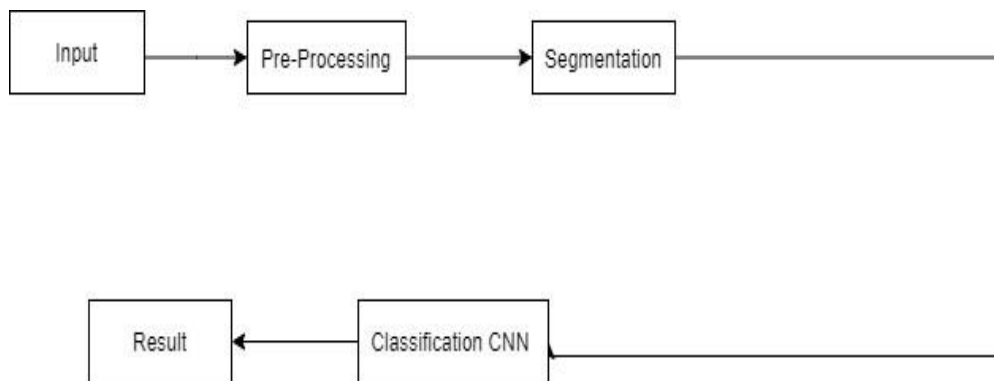 Input
Pre-Processing
Segmentation
Result
Classification CNN